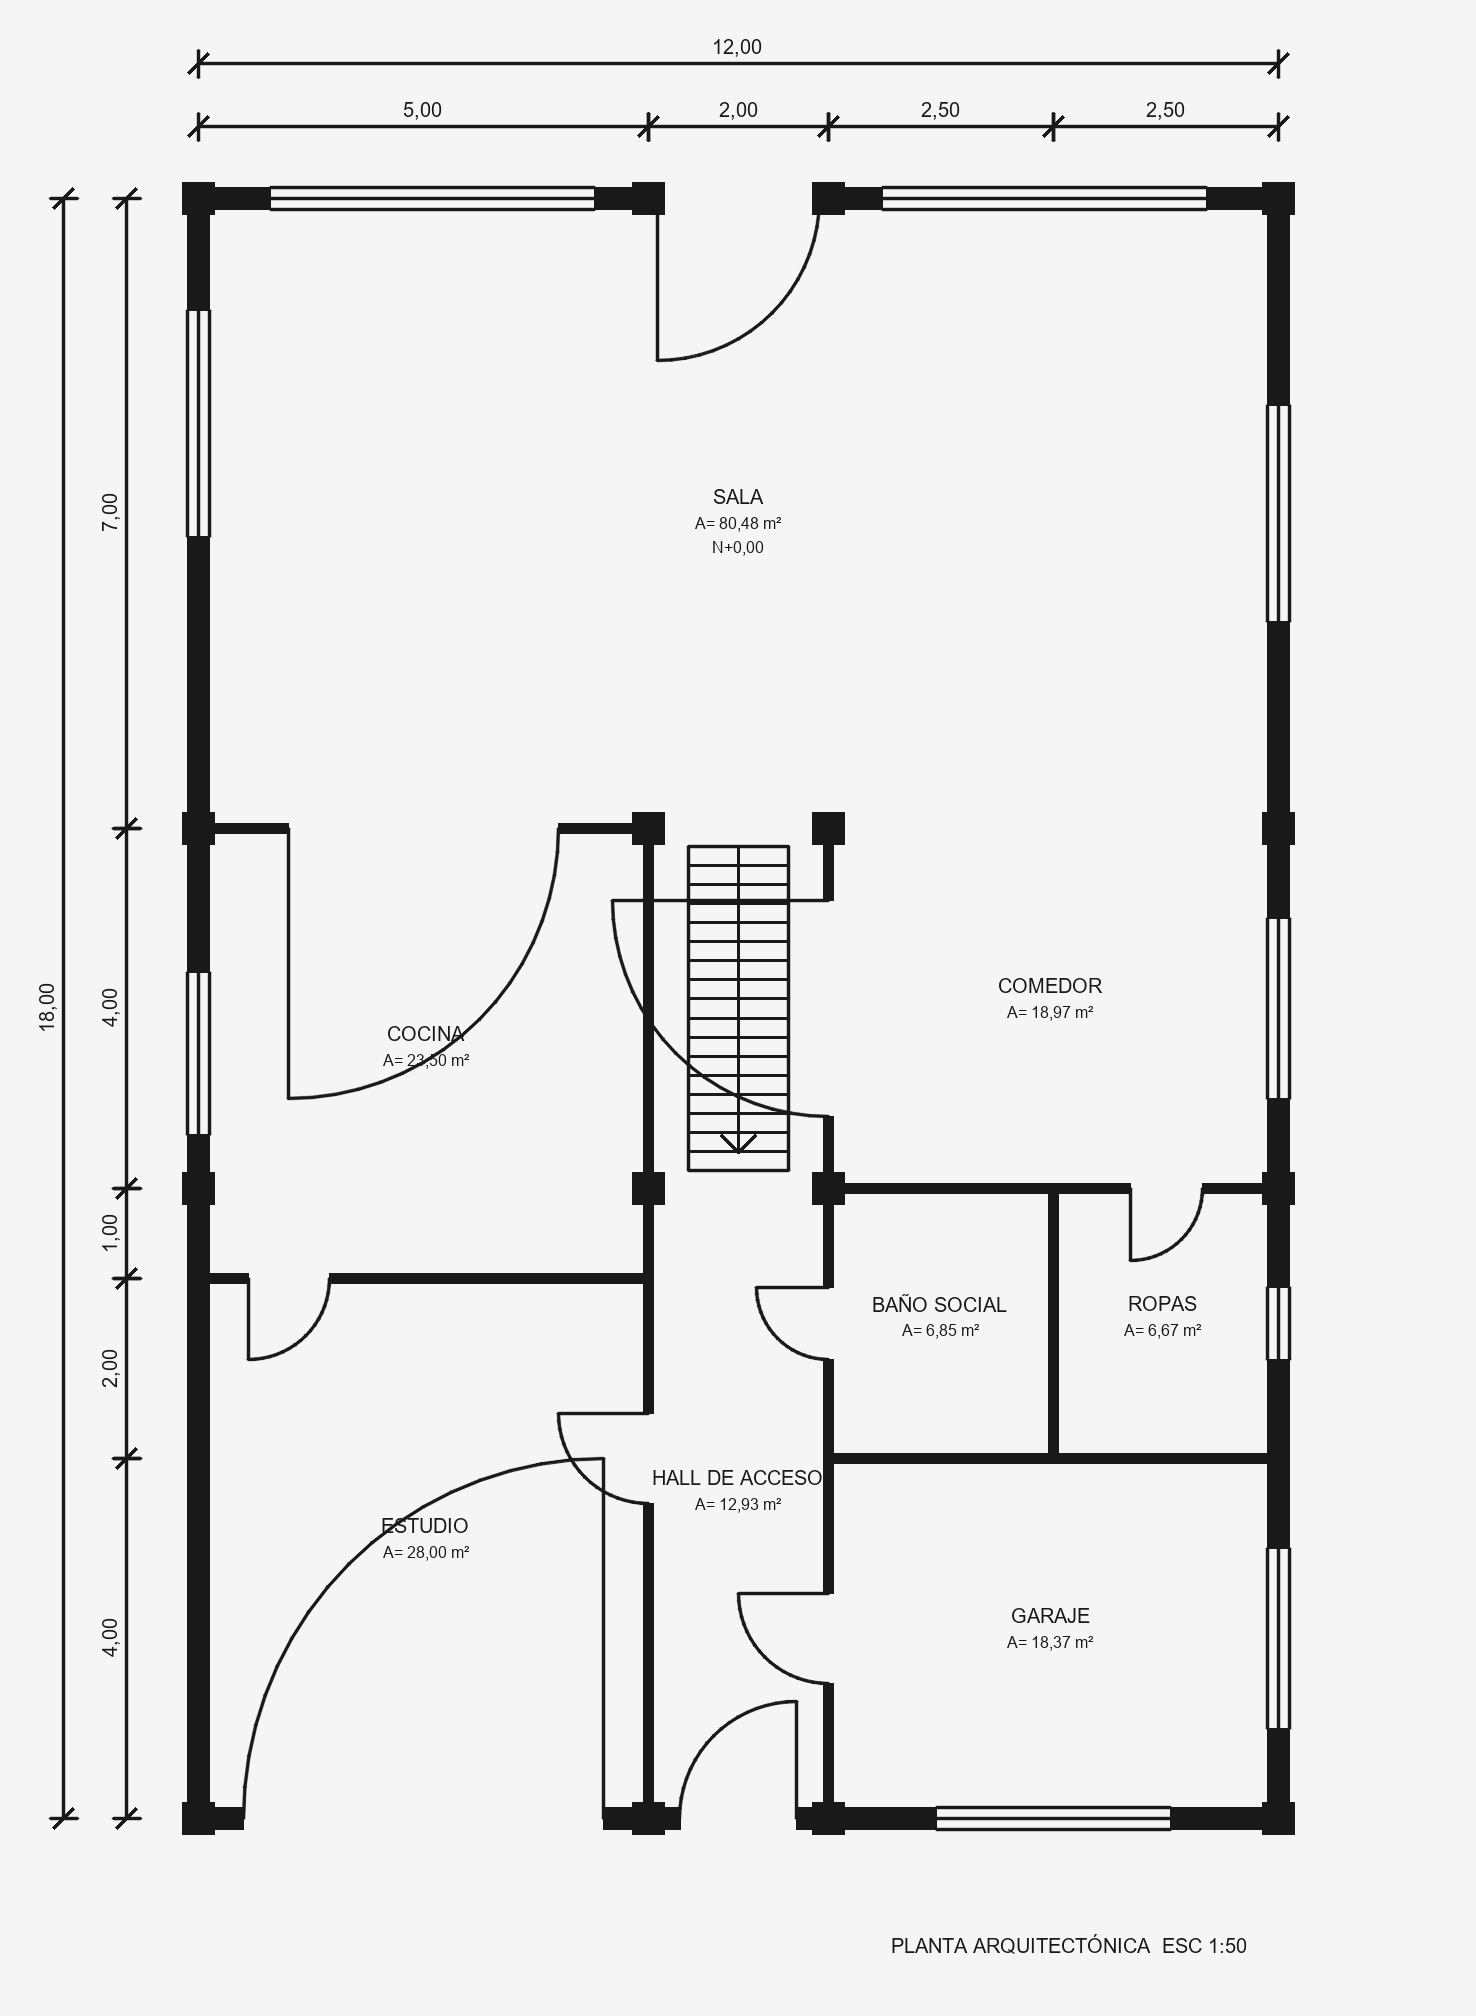 12,00
5,00
2,00
2,50
2,50
7,00
18,00
4,00
1,00
2,00
4,00
SALA
A= 80,48 m²
N+0,00
COMEDOR
A= 18,97 m²
COCINA
A= 23,50 m²
BAÑO SOCIAL
A= 6,85 m²
ROPAS
A= 6,67 m²
HALL DE ACCESO
A= 12,93 m²
ESTUDIO
A= 28,00 m²
GARAJE
A= 18,37 m²
PLANTA ARQUITECTÓNICA ESC 1:50